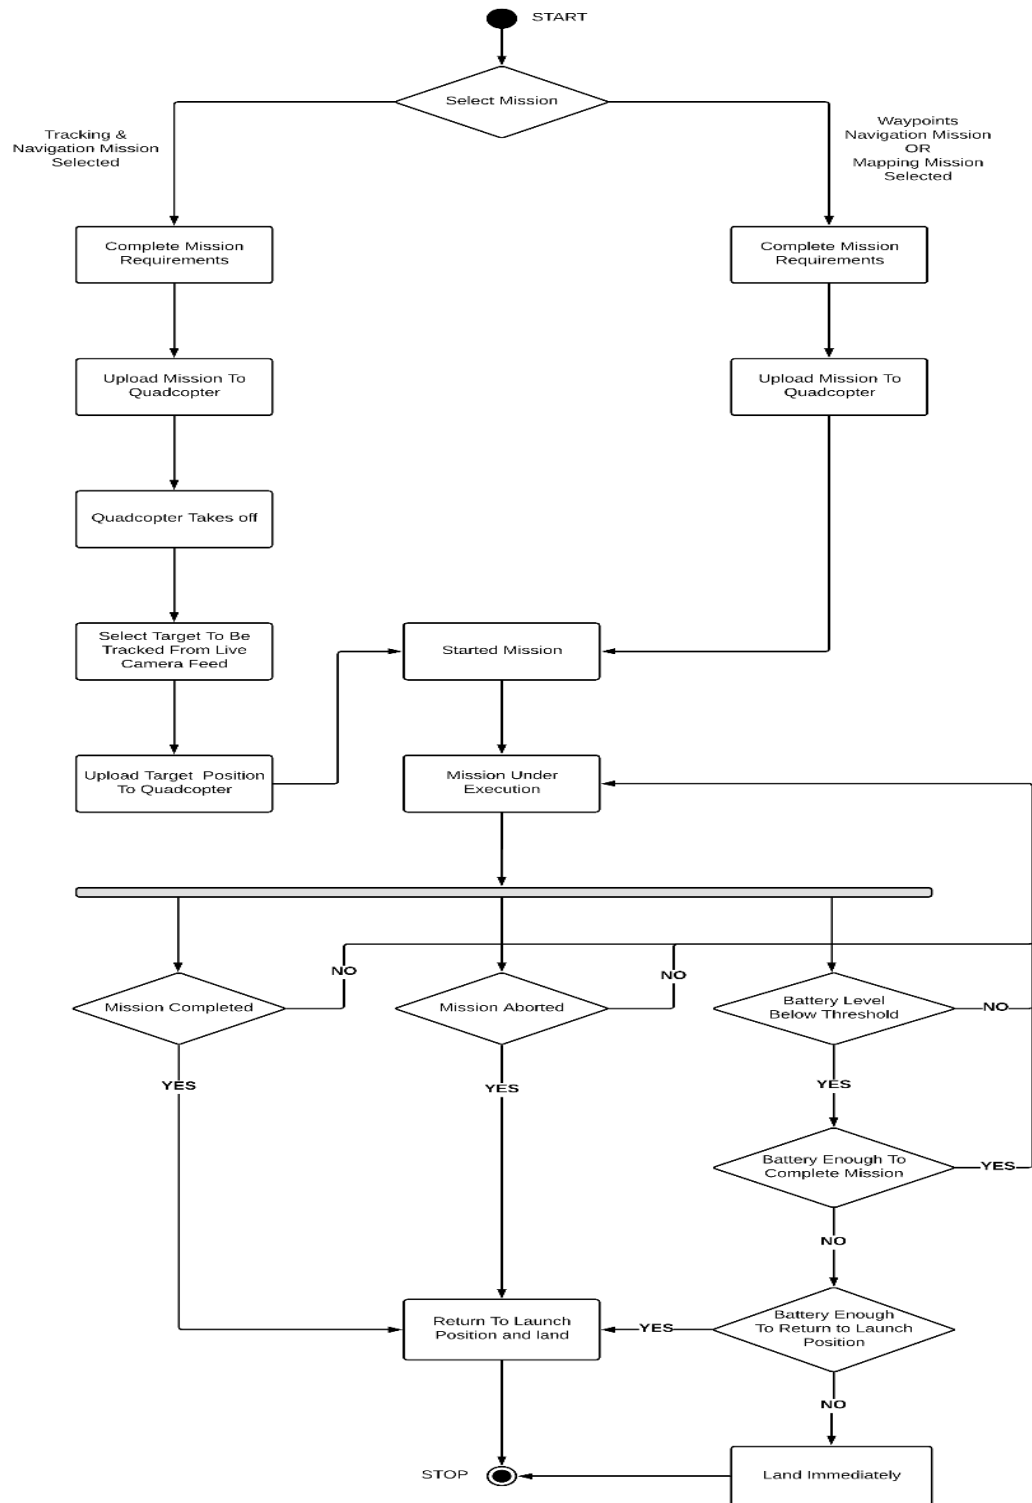 START
Select Mission
Tracking &
Navigation Mission
Selected
Waypoints
Navigation Mission
OR
Mapping Mission
Selected
Complete Mission
Requirements
Complete Mission
Requirements
Upload Mission To
Quadcopter
Upload Mission To
Quadcopter
Quadcopter Takes off
Select Target To Be
Tracked From Live
Camera Feed
Started Mission
Upload Target Position
To Quadcopter
Mission Under
Execution
NO
NO
Mission Completed
Mission Aborted
Battery Level
Below Threshold
NO
YES
YES
YES
Battery Enough To
Complete Mission
YES
NO
Return To Launch
Position and land
YES
Battery Enough
To Return to Launch
Position
NO
STOP
Land Immediately